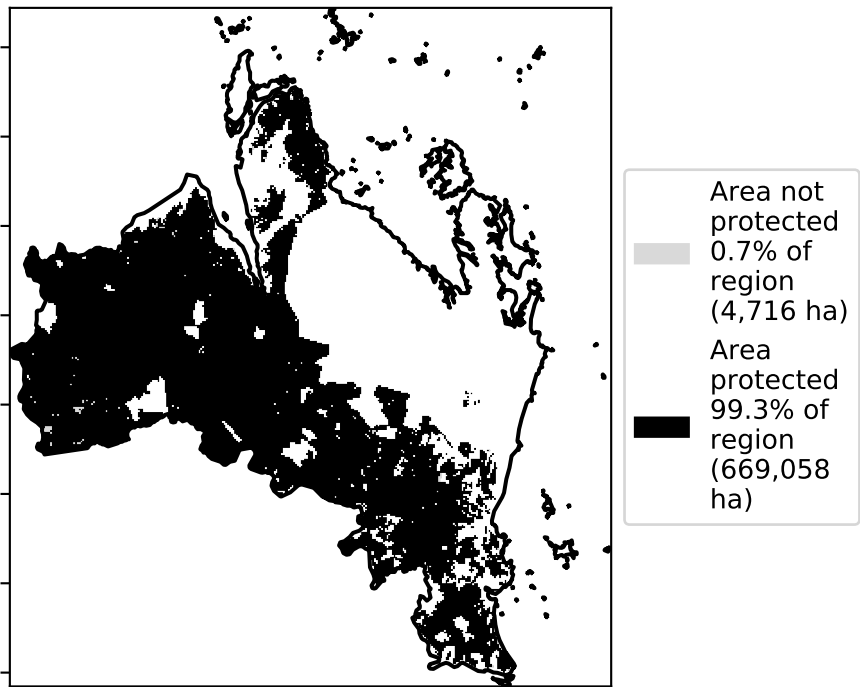 Area not
protected
0.7% of
region
(4,716 ha)
Area
protected
99.3% of
region
(669,058
ha)